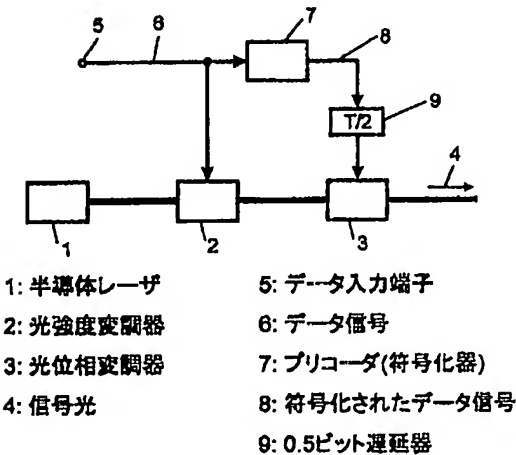 5
6
7
8
9
T/2
4
1
2
3
1: 半導体レーザ
2: 光強度変調器
3: 光位相変調器
4: 信号光
5: データ入力端子
6: データ信号
7: プリコーダ(符号化器)
8: 符号化されたデータ信号
9: 0.5ビット遅延器